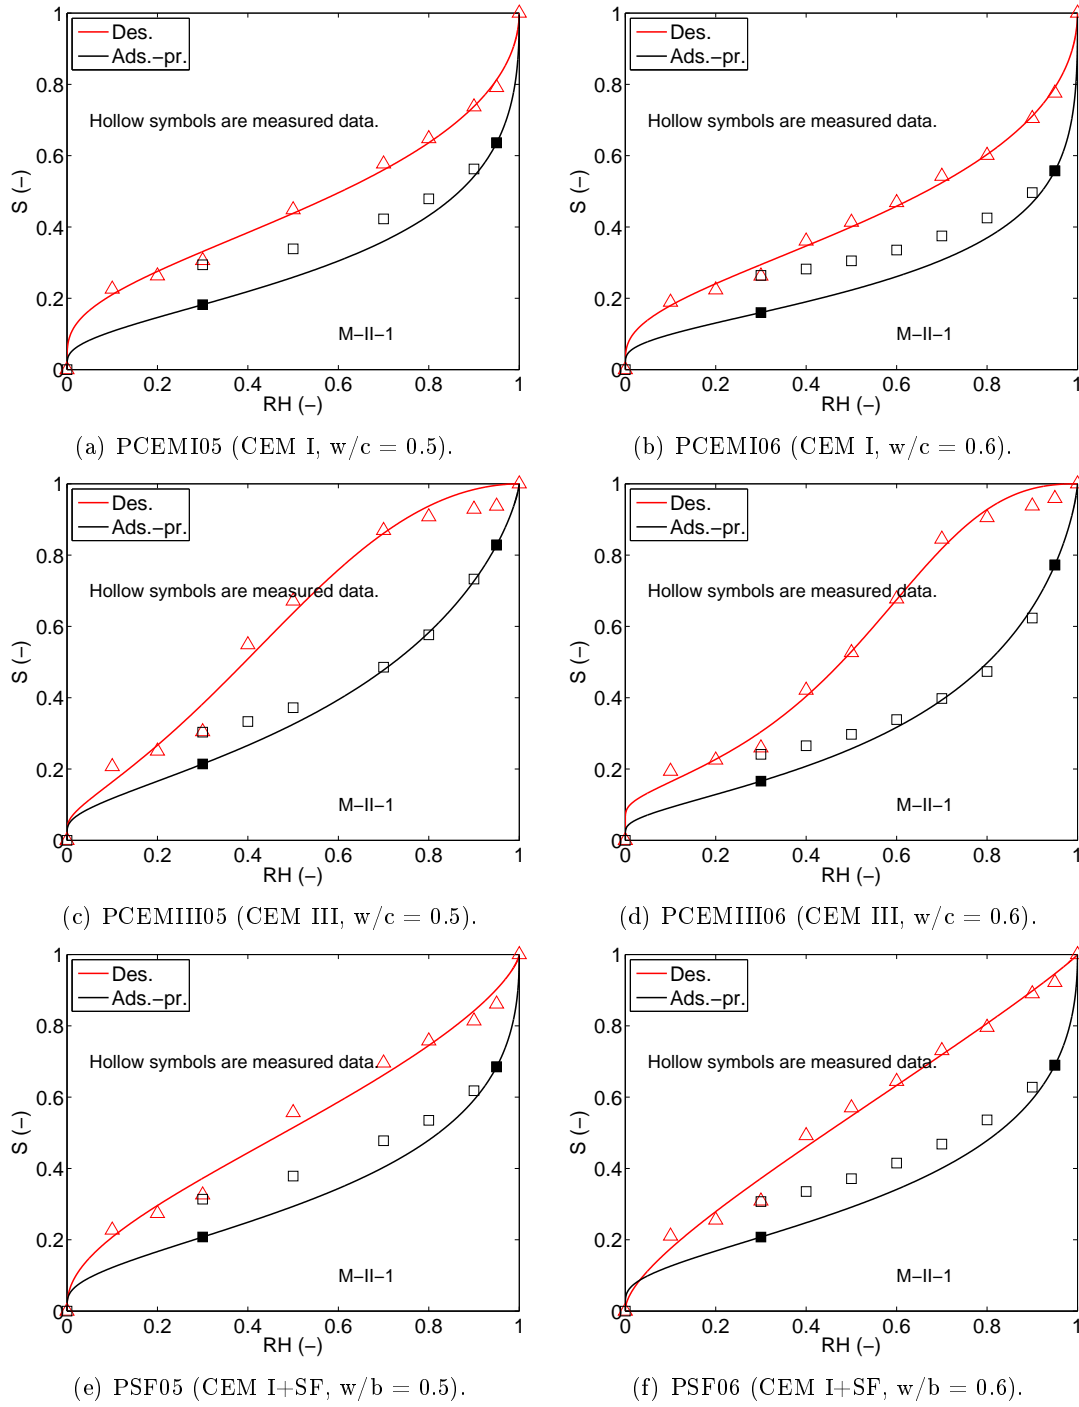 Des.
Ads.-pr.
Hollow symbols are measured data.
M-II-1
S (-)
1
0.8
0.6
0.4
0.2
0
0 0.2 0.4 0.6 0.8 1
RH (-)
(a) PCEMI05 (CEM I, w/c = 0.5).
Des.
Ads.-pr.
Hollow symbols are measured data.
M-II-1
S (-)
1
0.8
0.6
0.4
0.2
0
0 0.2 0.4 0.6 0.8 1
RH (-)
(b) PCEMI06 (CEM I, w/c = 0.6).
Des.
Ads.-pr.
Hollow symbols are measured data.
M-II-1
S (-)
1
0.8
0.6
0.4
0.2
0
0 0.2 0.4 0.6 0.8 1
RH (-)
(c) PCEMIII05 (CEM III, w/c = 0.5).
Des.
Ads.-pr.
Hollow symbols are measured data.
M-II-1
S (-)
1
0.8
0.6
0.4
0.2
0
0 0.2 0.4 0.6 0.8 1
RH (-)
(d) PCEMIII06 (CEM III, w/c = 0.6).
Des.
Ads.-pr.
Hollow symbols are measured data.
M-II-1
S (-)
1
0.8
0.6
0.4
0.2
0
0 0.2 0.4 0.6 0.8 1
RH (-)
(e) PSF05 (CEM I+SF, w/b = 0.5).
Des.
Ads.-pr.
Hollow symbols are measured data.
M-II-1
S (-)
1
0.8
0.6
0.4
0.2
0
0 0.2 0.4 0.6 0.8 1
RH (-)
(f) PSF06 (CEM I+SF, w/b = 0.6).